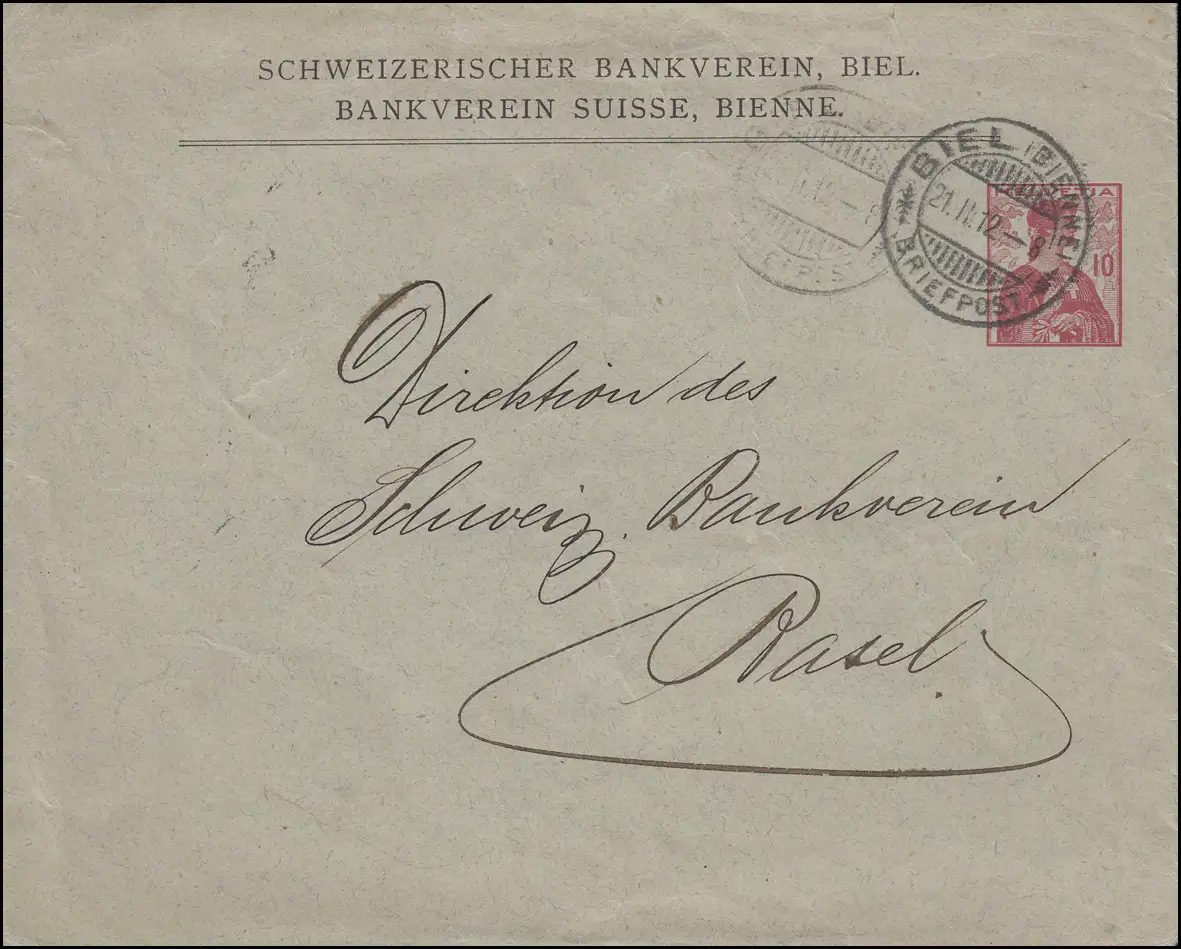 SCHWEIZERISCHER BANKVEREIN, BIEL.
BANKVEREIN SUISSE, BIENNE.
BIEL (BIENNE)
21.II.12-8
BRIEFPOST
HELVETIA
10
Direktion des
Schweiz. Bankverein
Basel.